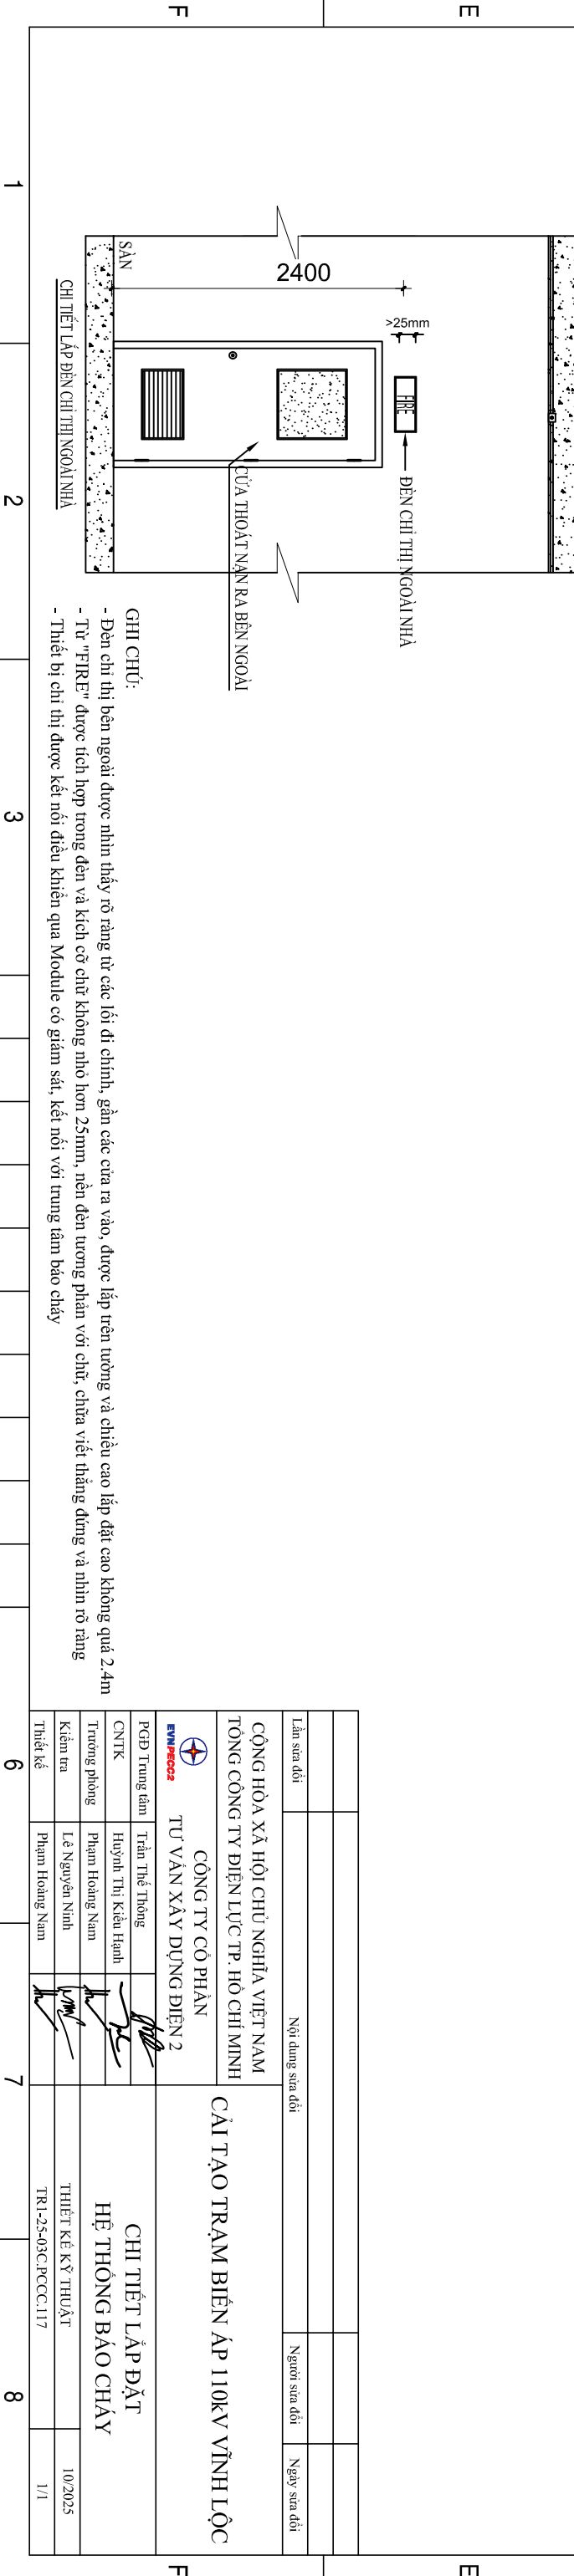 E
F
1
2
3
6
7
8
E
F
2400
>25mm
FIRE
ĐÈN CHỈ THỊ NGOÀI NHÀ
CỬA THOÁT NẠN RA BÊN NGOÀI
SÀN
CHI TIẾT LẮP ĐÈN CHỈ THỊ NGOÀI NHÀ
GHI CHÚ:
- Đèn chỉ thị bên ngoài được nhìn thấy rõ ràng từ các lối đi chính, gần các cửa ra vào, được lắp trên tường và chiều cao lắp đặt cao không quá 2.4m
- Từ "FIRE" được tích hợp trong đèn và kích cỡ chữ không nhỏ hơn 25mm, nền đèn tương phản với chữ, chữa viết thẳng đứng và nhìn rõ ràng
- Thiết bị chỉ thị được kết nối điều khiển qua Module có giám sát, kết nối với trung tâm báo cháy
Lần sửa đổi
Nội dung sửa đổi
Người sửa đổi
Ngày sửa đổi
CỘNG HÒA XÃ HỘI CHỦ NGHĨA VIỆT NAM
TỔNG CÔNG TY ĐIỆN LỰC TP. HỒ CHÍ MINH
EVNPECC2
CÔNG TY CỔ PHẦN
TƯ VẤN XÂY DỰNG ĐIỆN 2
CẢI TẠO TRẠM BIẾN ÁP 110kV VĨNH LỘC
PGĐ Trung tâm Trần Thế Thông
CNTK Huỳnh Thị Kiều Hạnh
Trưởng phòng Phạm Hoàng Nam
Kiểm tra Lê Nguyên Ninh
Thiết kế Phạm Hoàng Nam
CHI TIẾT LẮP ĐẶT
HỆ THỐNG BÁO CHÁY
THIẾT KẾ KỸ THUẬT 10/2025
TR1-25-03C.PCCC.117 1/1